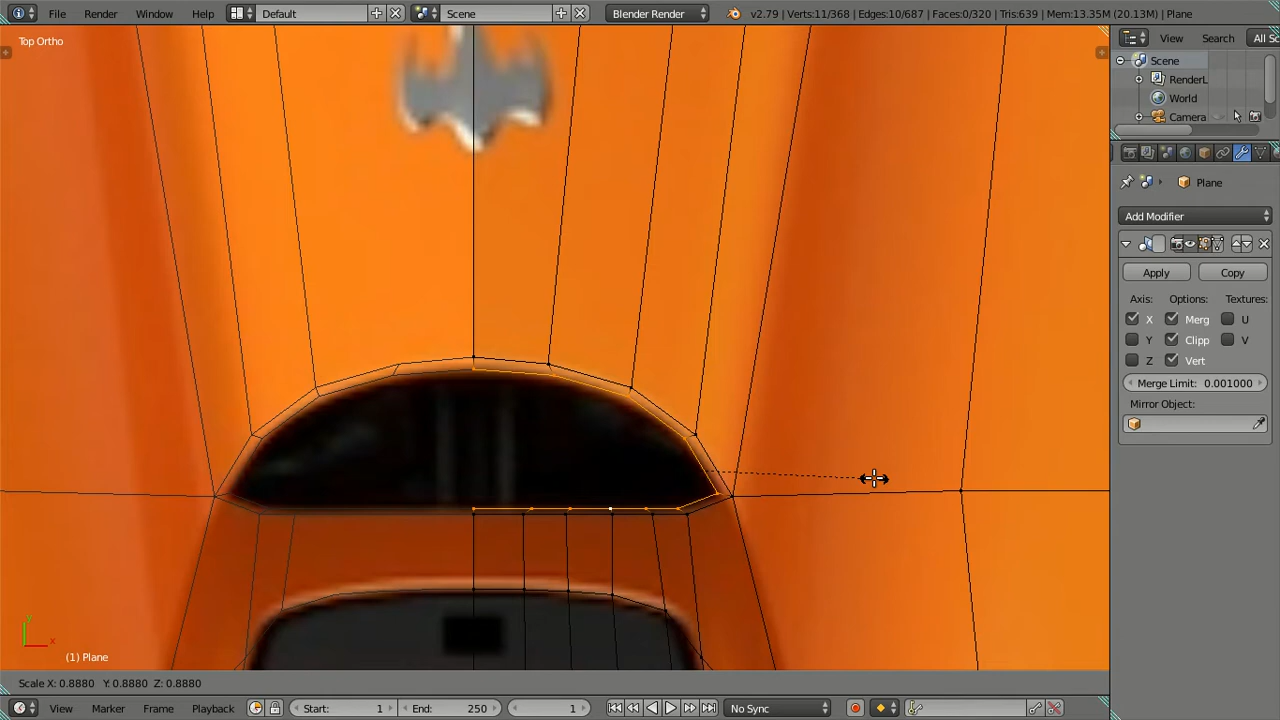 File Render Window Help Default Scene Blender Render v2.79 | Verts:11/368 | Edges:10/687 | Faces:0/320 | Tris:639 | Mem:13.35M (20.13M) | Plane
Top Ortho
View Search All Sc
Scene
RenderL
World
Camera
Plane
Add Modifier
Apply Copy
Axis: Options: Textures:
X Merg U
Y Clipp V
Z Vert
Merge Limit: 0.001000
Mirror Object:
y
x
(1) Plane
Scale X: 0.8880 Y: 0.8880 Z: 0.8880
View Marker Frame Playback Start: 1 End: 250 1 No Sync